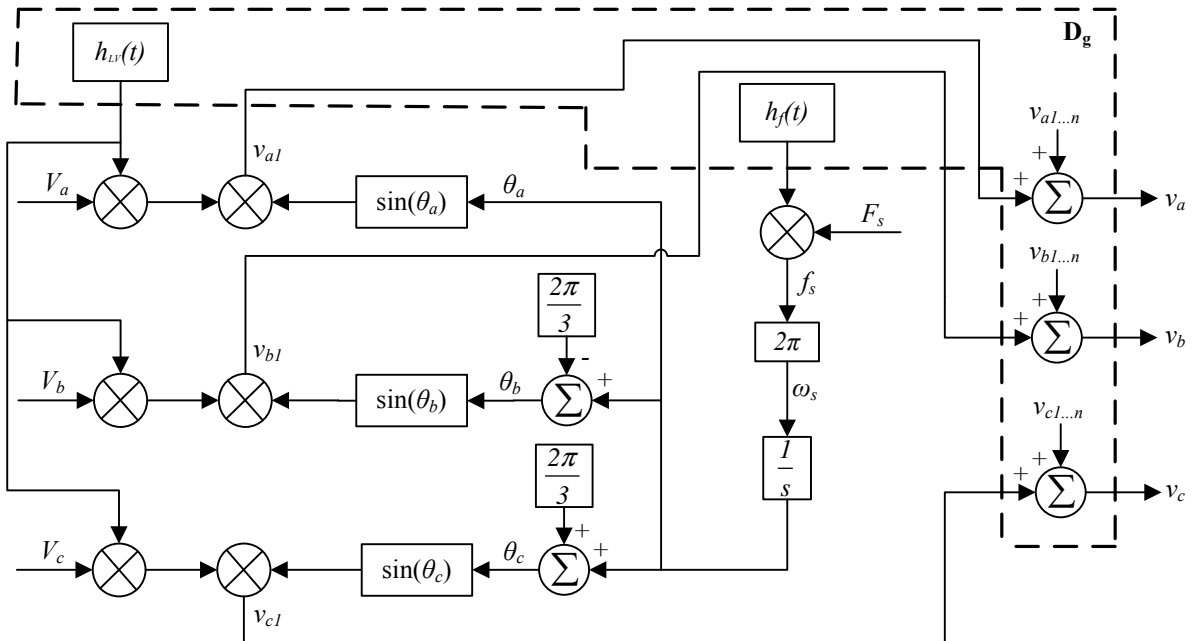 h_LV(t)
D_g
h_f(t)
v_a1...n
v_a1
+
V_a
sin(θ_a)
θ_a
+
Σ
v_a
F_s
f_s
v_b1...n
2π/3
+
v_b1
2π
+
Σ
v_b
-
V_b
sin(θ_b)
θ_b
Σ
+
ω_s
v_c1...n
2π/3
1/s
+
+
Σ
v_c
+
V_c
sin(θ_c)
θ_c
Σ
+
v_c1